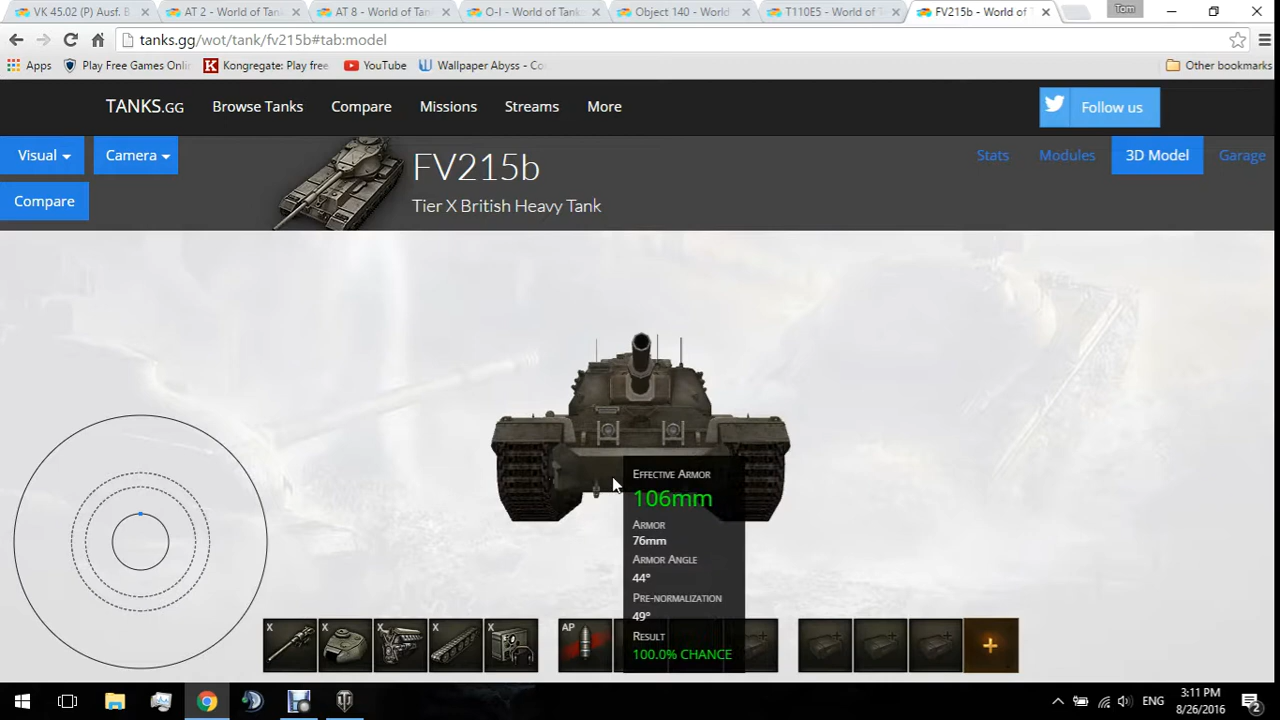 VK 45.02 (P) Ausf. B
AT 2 - World of Tank
AT 8 - World of Tank
O-I - World of Tank
Object 140 - World
T110E5 - World of T
FV215b - World of T
Tom
tanks.gg/wot/tank/fv215b#tab:model
Apps
Play Free Games Onli
Kongregate: Play free
YouTube
Wallpaper Abyss - Co
Other bookmarks
TANKS.GG
Browse Tanks
Compare
Missions
Streams
More
Follow us
Visual
Camera
FV215b
Stats
Modules
3D Model
Garage
Compare
Tier X British Heavy Tank
EFFECTIVE ARMOR
106mm
ARMOR
76mm
ARMOR ANGLE
44°
PRE-NORMALIZATION
49°
RESULT
100.0% CHANCE
X
X
X
X
X
AP
ENG
3:11 PM
8/26/2016
2